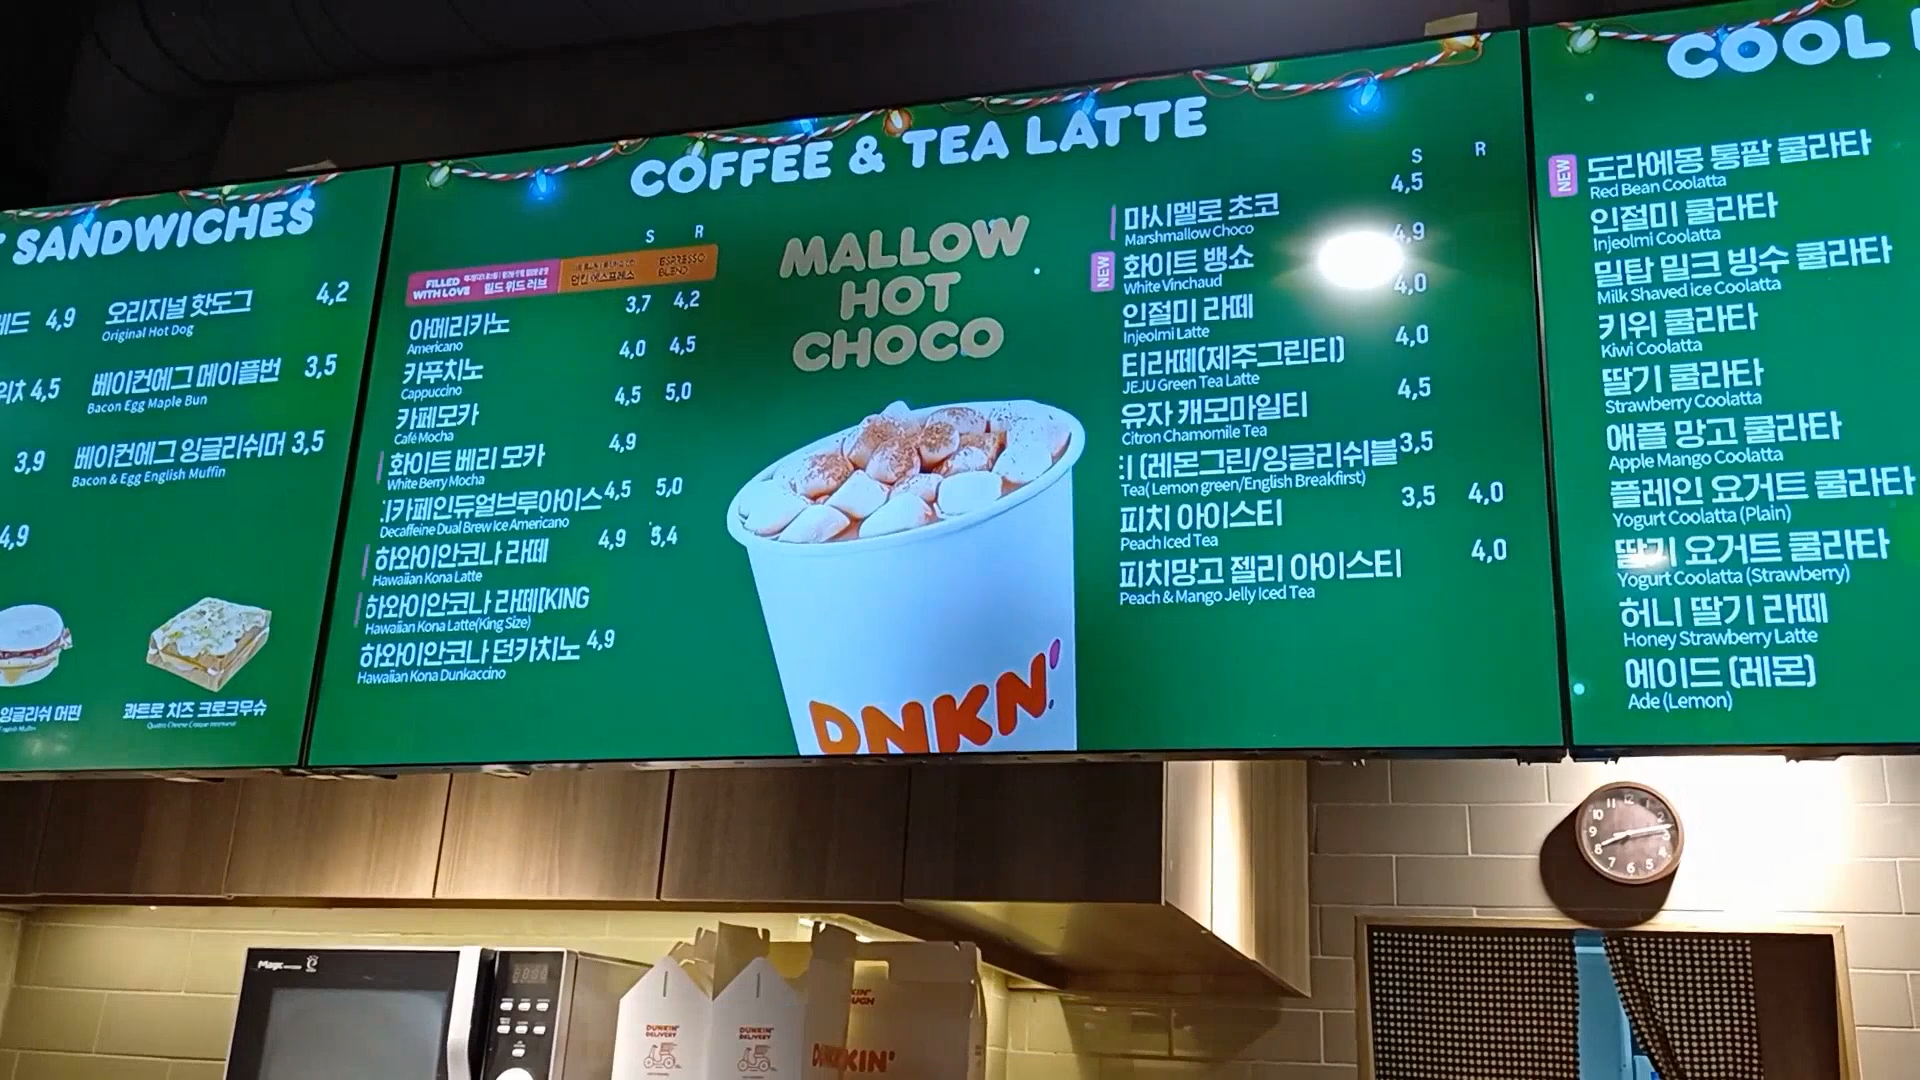 SANDWICHES
4,9
오리지널 핫도그 4,2
Original Hot Dog
4,5
베이컨에그 메이플번 3,5
Bacon Egg Maple Bun
3,9
베이컨에그 잉글리쉬머 3,5
Bacon & Egg English Muffin
4,9
잉글리쉬 머핀
콰트로 치즈 크로크무슈
COFFEE & TEA LATTE
S R
FILLED WITH LOVE
밀드 위드 러브
던킨 에스프레소
ESPRESSO BLEND
아메리카노 3,7 4,2
Americano
카푸치노 4,0 4,5
Cappuccino
카페모카 4,5 5,0
Café Mocha
화이트 베리 모카 4,9
White Berry Mocha
카페인듀얼브루아이스 4,5 5,0
Decaffeine Dual Brew Ice Americano
하와이안코나 라떼 4,9 5,4
Hawaiian Kona Latte
하와이안코나 라떼[KING
Hawaiian Kona Latte(King Size)
하와이안코나 던카치노 4,9
Hawaiian Kona Dunkaccino
MALLOW
HOT
CHOCO
DNKN'
S R
마시멜로 초코 4,5
Marshmallow Choco
NEW
화이트 뱅쇼 4,9
White Vinchaud
인절미 라떼 4,0
Injeolmi Latte
티라떼(제주그린티) 4,0
JEJU Green Tea Latte
유자 캐모마일티 4,5
Citron Chamomile Tea
(레몬그린/잉글리쉬블 3,5
Tea( Lemon green/English Breakfirst)
피치 아이스티 3,5 4,0
Peach Iced Tea
피치망고 젤리 아이스티 4,0
Peach & Mango Jelly Iced Tea
COOL
NEW
도라에몽 통팥 쿨라타
Red Bean Coolatta
인절미 쿨라타
Injeolmi Coolatta
밀탑 밀크 빙수 쿨라타
Milk Shaved ice Coolatta
키위 쿨라타
Kiwi Coolatta
딸기 쿨라타
Strawberry Coolatta
애플 망고 쿨라타
Apple Mango Coolatta
플레인 요거트 쿨라타
Yogurt Coolatta (Plain)
딸기 요거트 쿨라타
Yogurt Coolatta (Strawberry)
허니 딸기 라떼
Honey Strawberry Latte
에이드 (레몬)
Ade (Lemon)
Magic
DUNKIN'
DELIVERY
DUNKIN'
DELIVERY
KIN'